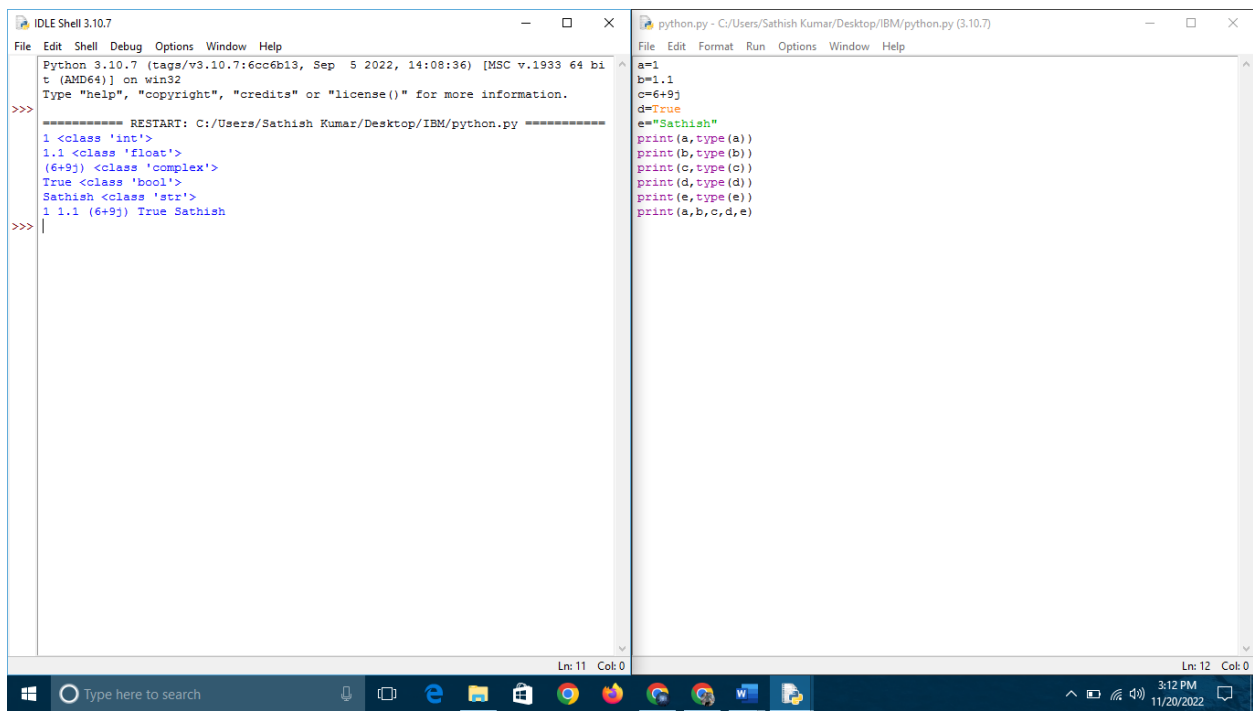 IDLE Shell 3.10.7
File Edit Shell Debug Options Window Help
Python 3.10.7 (tags/v3.10.7:6cc6b13, Sep  5 2022, 14:08:36) [MSC v.1933 64 bi
t (AMD64)] on win32
Type "help", "copyright", "credits" or "license()" for more information.
>>>
=========== RESTART: C:/Users/Sathish Kumar/Desktop/IBM/python.py ===========
1 <class 'int'>
1.1 <class 'float'>
(6+9j) <class 'complex'>
True <class 'bool'>
Sathish <class 'str'>
1 1.1 (6+9j) True Sathish
>>>
Ln: 11 Col: 0
python.py - C:/Users/Sathish Kumar/Desktop/IBM/python.py (3.10.7)
File Edit Format Run Options Window Help
a=1
b=1.1
c=6+9j
d=True
e="Sathish"
print(a,type(a))
print(b,type(b))
print(c,type(c))
print(d,type(d))
print(e,type(e))
print(a,b,c,d,e)
Ln: 12 Col: 0
Type here to search
3:12 PM
11/20/2022